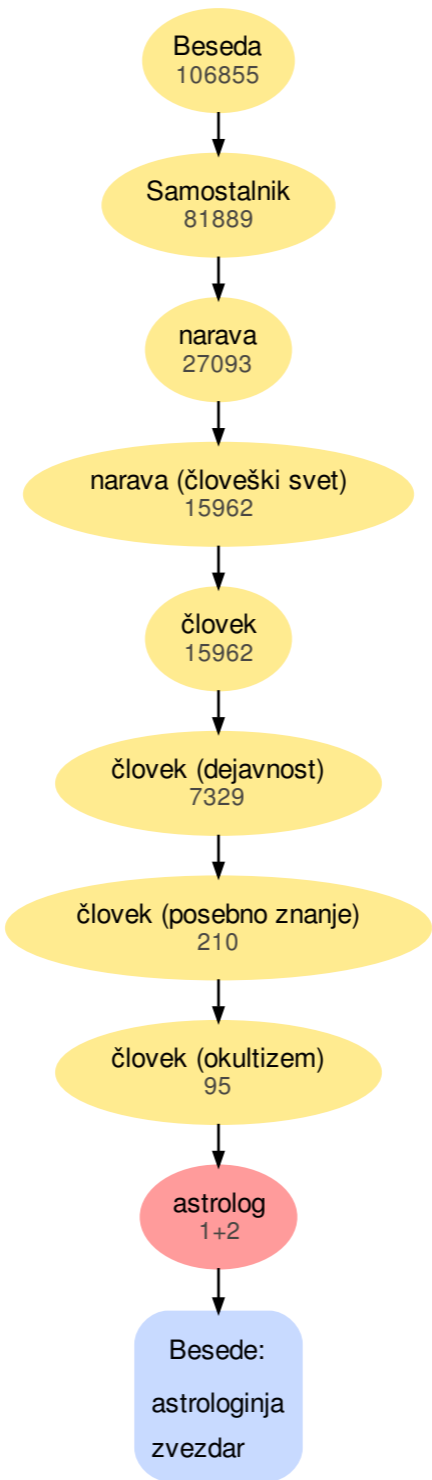 Beseda
106855
Samostalnik
81889
narava
27093
narava (človeški svet)
15962
človek
15962
človek (dejavnost)
7329
človek (posebno znanje)
210
človek (okultizem)
95
astrolog
1+2
Besede:
astrologinja
zvezdar